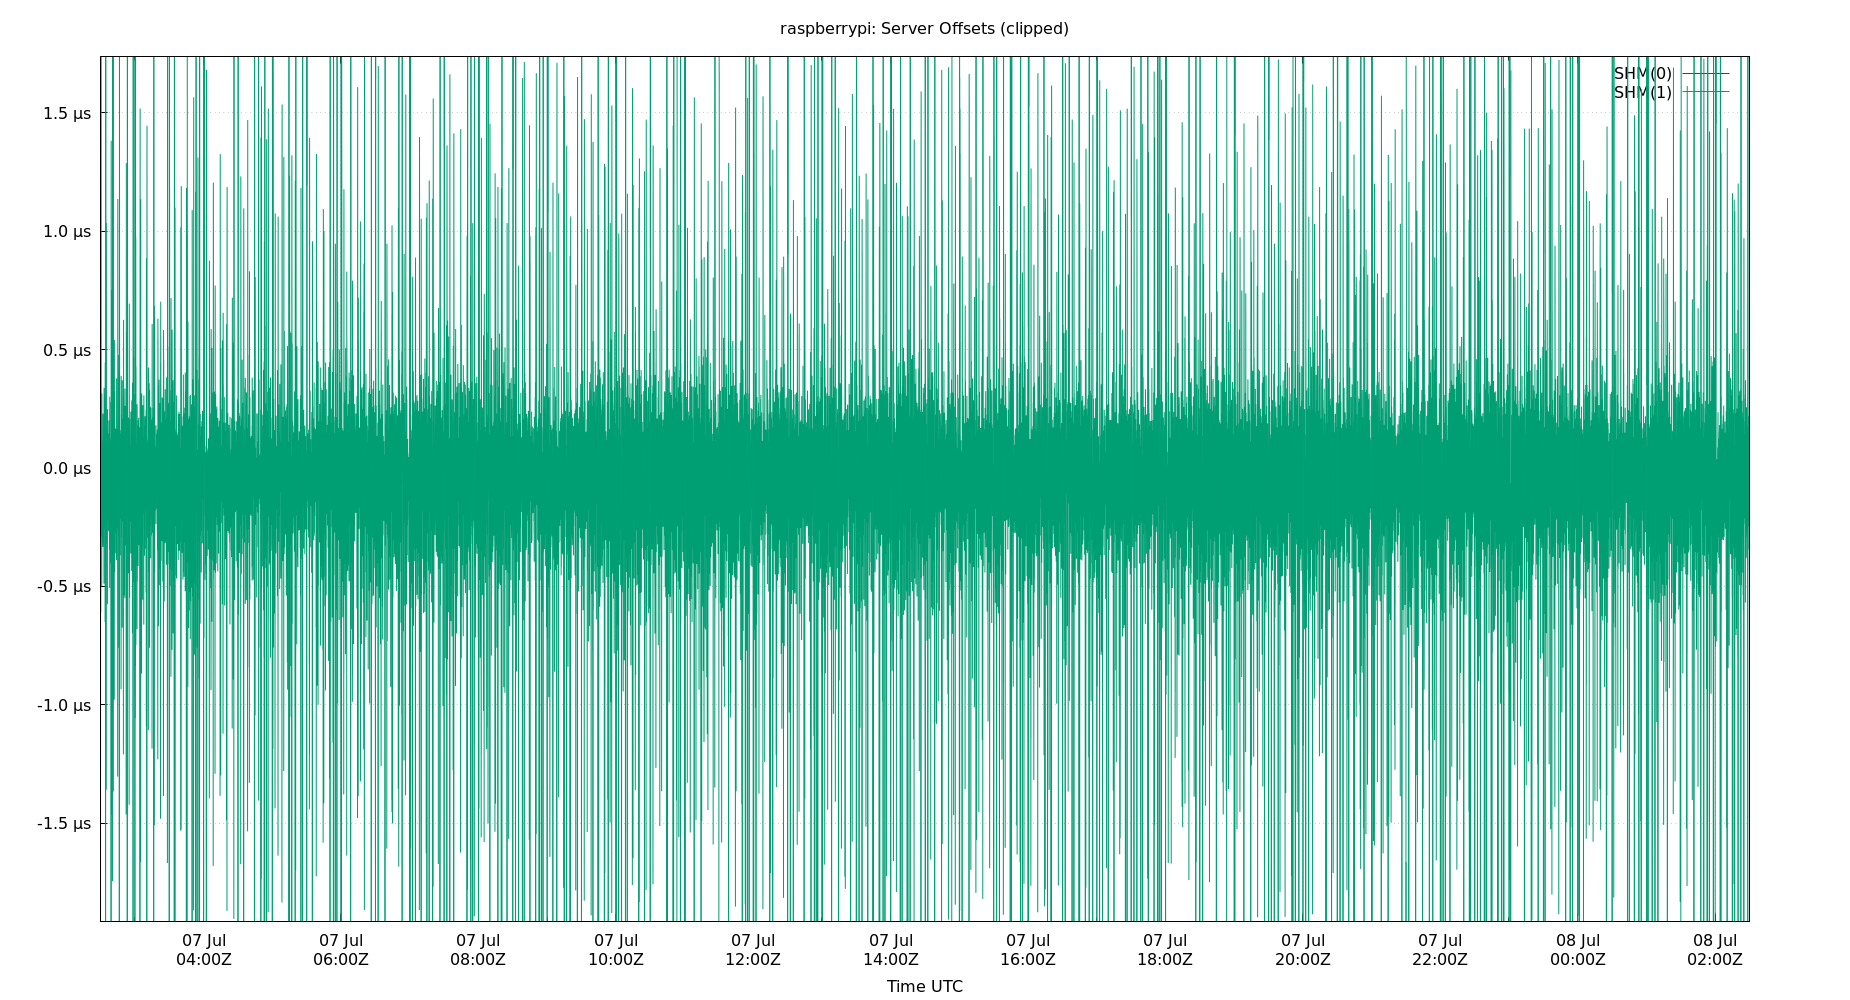 raspberrypi: Server Offsets (clipped)
SHM(0)
SHM(1)
1.5 µs
1.0 µs
0.5 µs
0.0 µs
-0.5 µs
-1.0 µs
-1.5 µs
07 Jul 07 Jul 07 Jul 07 Jul 07 Jul 07 Jul 07 Jul 07 Jul 07 Jul 07 Jul 08 Jul 08 Jul
04:00Z 06:00Z 08:00Z 10:00Z 12:00Z 14:00Z 16:00Z 18:00Z 20:00Z 22:00Z 00:00Z 02:00Z
Time UTC